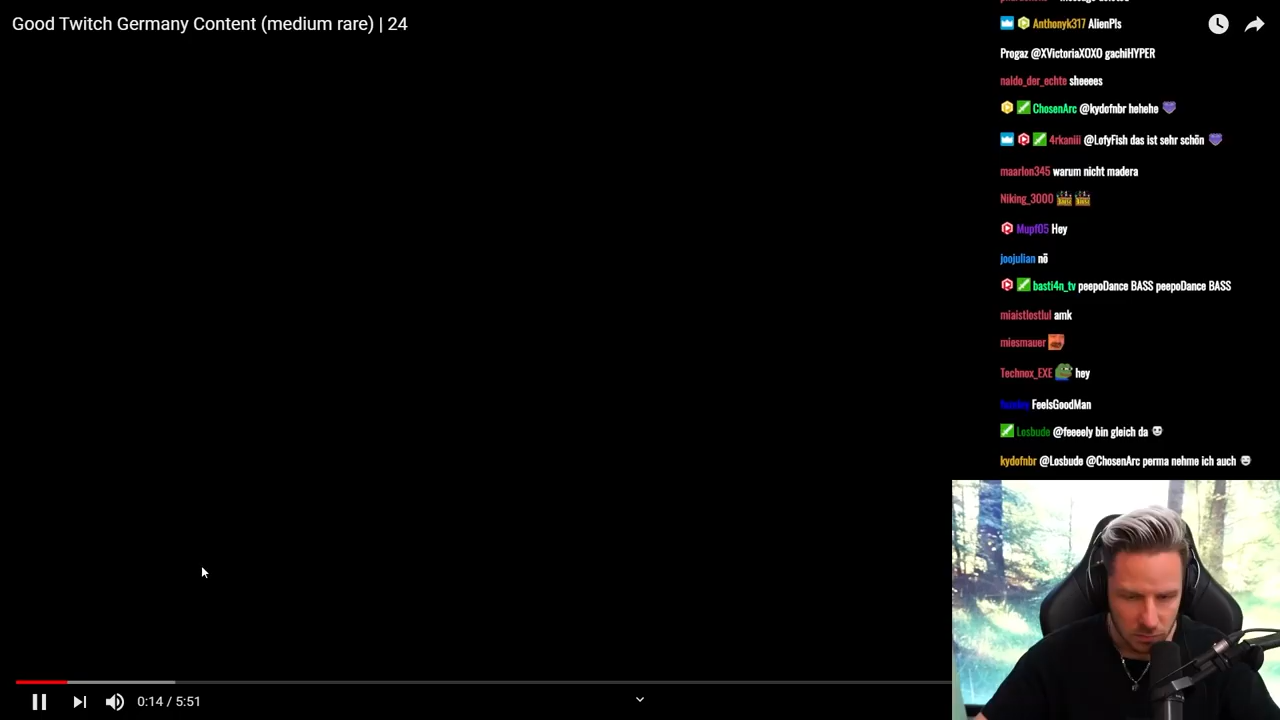 Good Twitch Germany Content (medium rare) | 24
Anthonyk317 AlienPls
Progaz @XVictoriaXOXO gachiHYPER
naldo_der_echte sheeees
ChosenArc @kydofnbr hehehe
4rkaniii @LofyFish das ist sehr schön
maarlon345 warum nicht madera
Niking_3000
Mupf05 Hey
joojulian nö
basti4n_tv peepoDance BASS peepoDance BASS
miaistlostlul amk
miesmauer
Technox_EXE hey
FeelsGoodMan
Losbude @feeeely bin gleich da
kydofnbr @Losbude @ChosenArc perma nehme ich auch
0:14 / 5:51